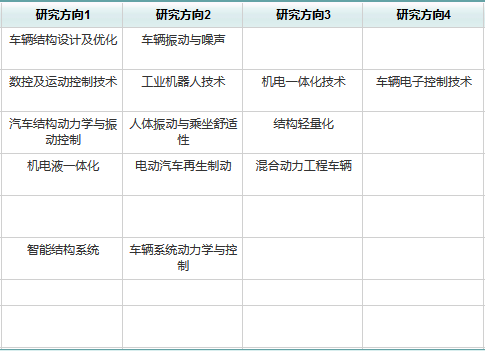 研究方向1 研究方向2 研究方向3 研究方向4
车辆结构设计及优化 车辆振动与噪声
数控及运动控制技术 工业机器人技术 机电一体化技术 车辆电子控制技术
汽车结构动力学与振 人体振动与乘坐舒适 结构轻量化
动控制 性
机电液一体化 电动汽车再生制动 混合动力工程车辆
智能结构系统 车辆系统动力学与控
制